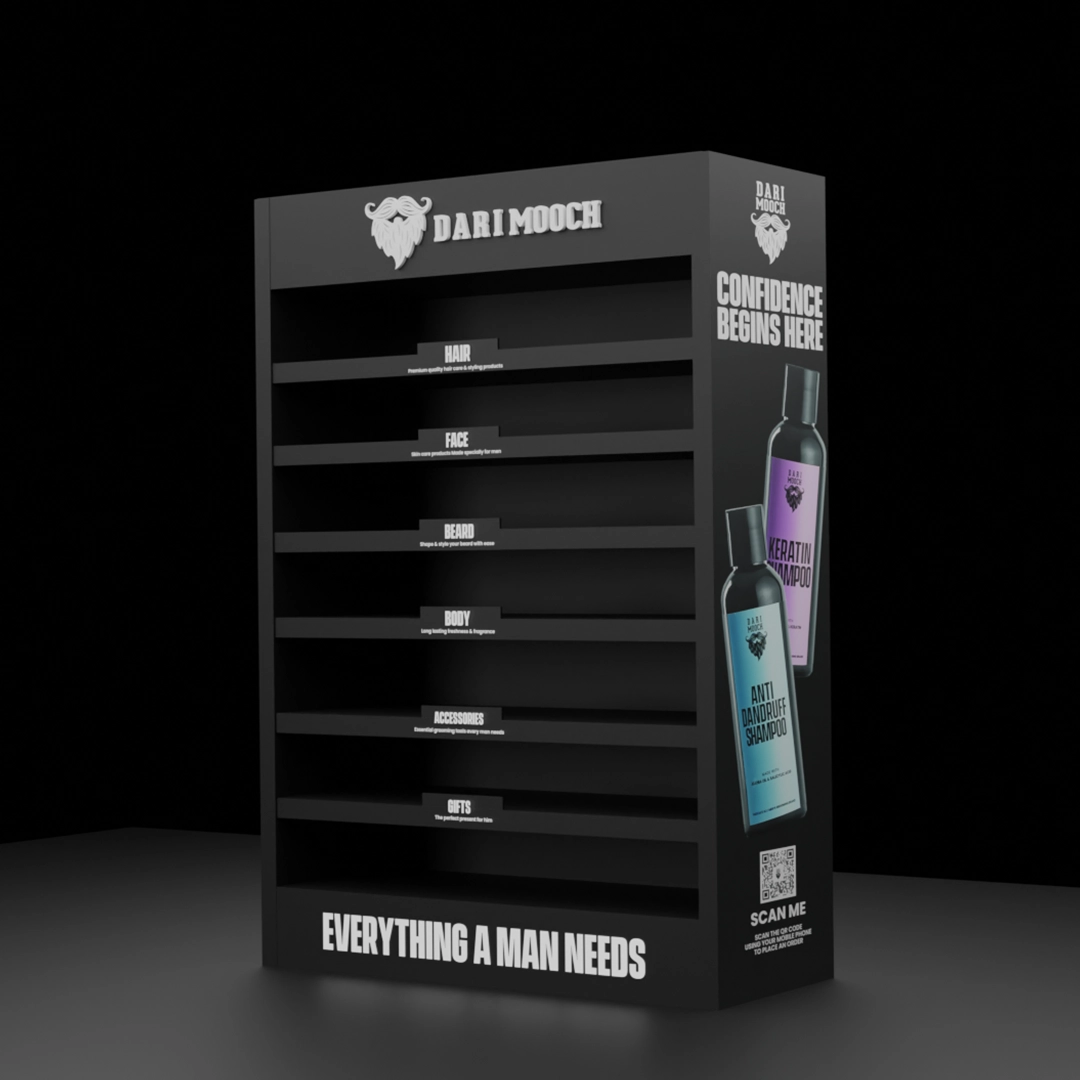 DARI MOOCH
HAIR
Premium quality hair care & styling products
FACE
Skin care products Made specially for men
BEARD
Shape & style your beard with ease
BODY
Long lasting freshness & fragrance
ACCESSORIES
Essential grooming tools every man needs
GIFTS
The perfect present for him
EVERYTHING A MAN NEEDS
DARI
MOOCH
CONFIDENCE
BEGINS HERE
DARI
MOOCH
KERATIN
SHAMPOO
DARI
MOOCH
ANTI
DANDRUFF
SHAMPOO
SCAN ME
SCAN THE QR CODE
USING YOUR MOBILE PHONE
TO PLACE AN ORDER